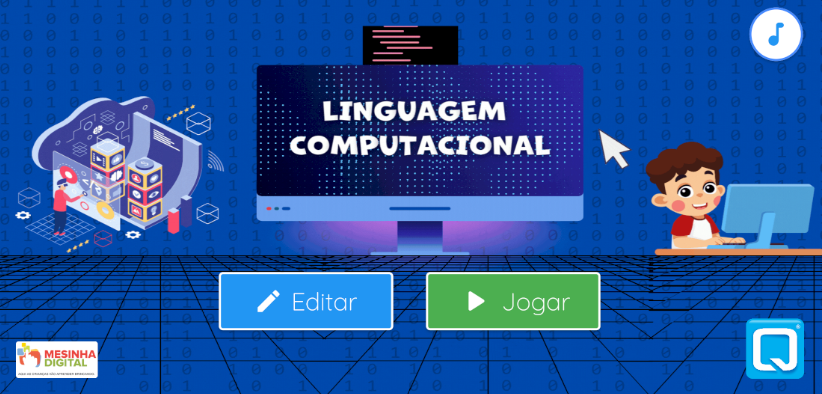 LINGUAGEM
COMPUTACIONAL
Editar
Jogar
MESINHA
DIGITAL